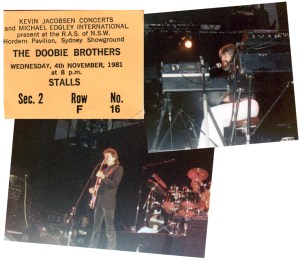 KEVIN JACOBSEN CONCERTS
and MICHAEL EDGLEY INTERNATIONAL
present at the R.A.S. of N.S.W.
Hordern Pavilion, Sydney Showground
THE DOOBIE BROTHERS
WEDNESDAY, 4th NOVEMBER, 1981
at 8 p.m.
STALLS
Sec. 2 Row F No. 16